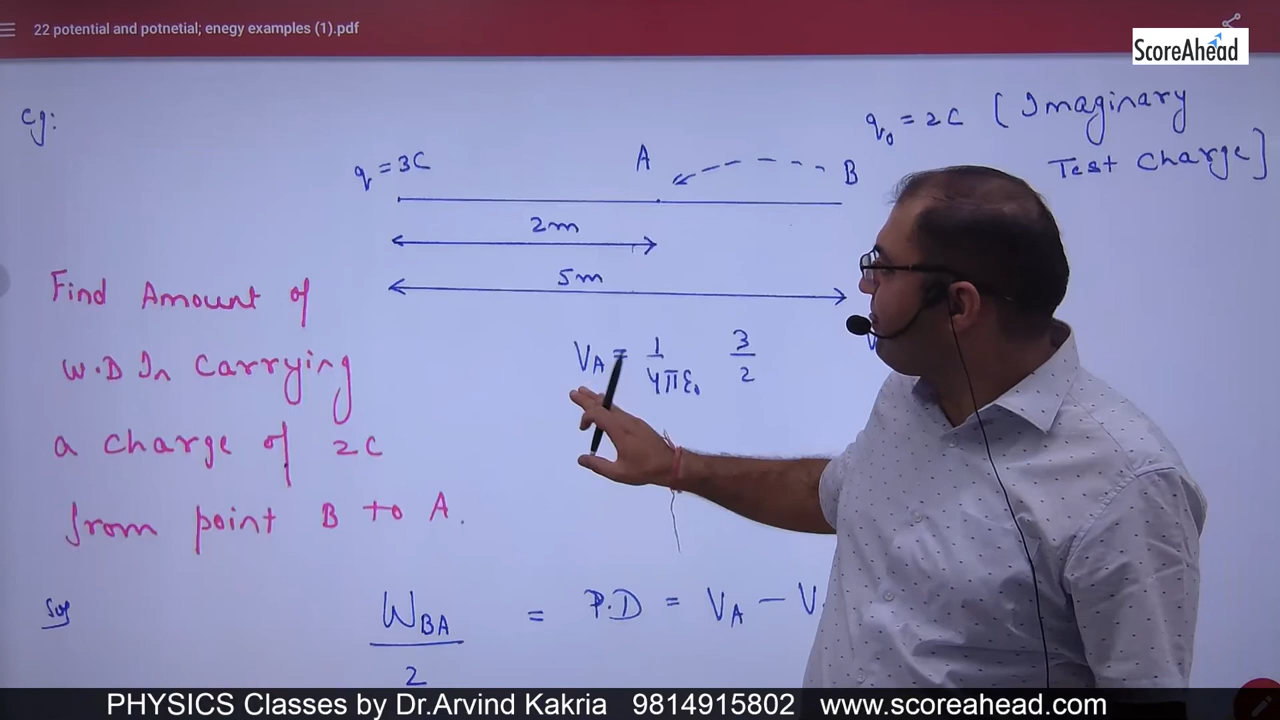 22 potential and potnetial; enegy examples (1).pdf
ScoreAhead
eg:
q = 3C
A
B
q₀ = 2C ( Imaginary
Test Charge ]
2m
5m
Find Amount of
W.D In Carrying
a charge of 2C
from point B to A.
V_A = 1/4πε₀ 3/2
Sol
W_BA/2 = P.D = V_A – V
PHYSICS Classes by Dr.Arvind Kakria 9814915802 www.scoreahead.com